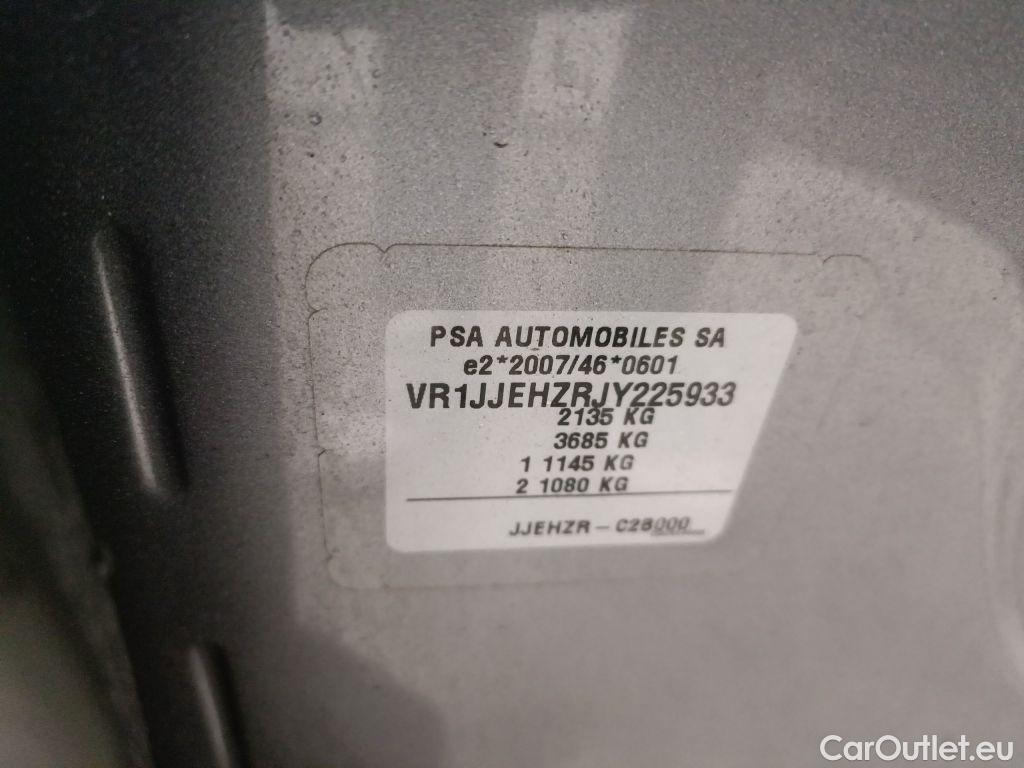 PSA AUTOMOBILES SA
e2*2007/46*0601
VR1JJEHZRJY225933
2135 KG
3685 KG
1 1145 KG
2 1080 KG
JJEHZR - C28000
CarOutlet.eu